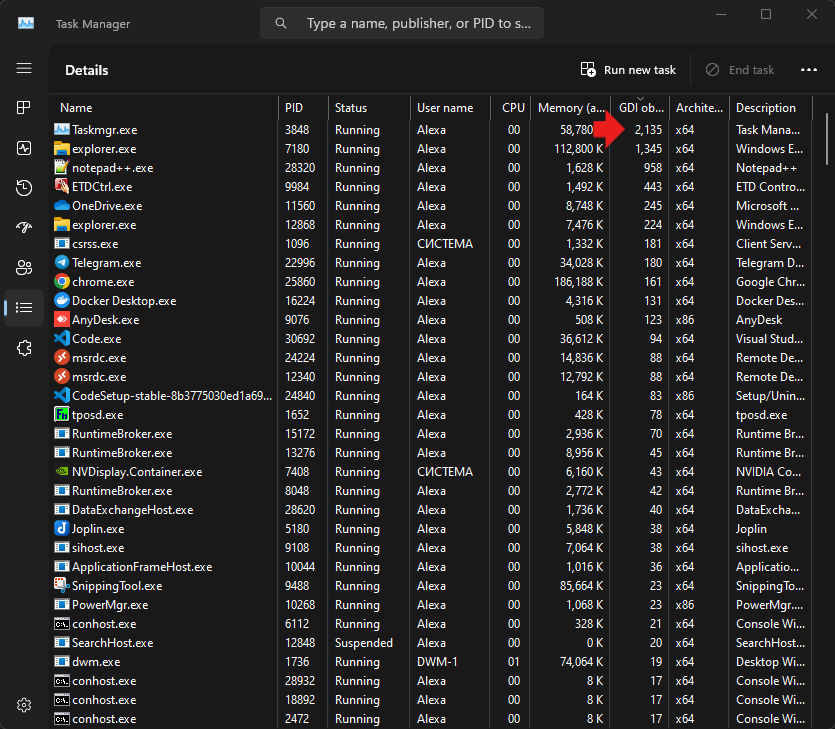 Task Manager
Type a name, publisher, or PID to s...
Details
Run new task
End task
Name PID Status User name CPU Memory (a... GDI ob... Archite... Description
Taskmgr.exe 3848 Running Alexa 00 58,780 2,135 x64 Task Mana...
explorer.exe 7180 Running Alexa 00 112,800 K 1,345 x64 Windows E...
notepad++.exe 28320 Running Alexa 00 1,628 K 958 x64 Notepad++
ETDCtrl.exe 9984 Running Alexa 00 1,492 K 443 x64 ETD Contro...
OneDrive.exe 11560 Running Alexa 00 8,748 K 245 x64 Microsoft ...
explorer.exe 12868 Running Alexa 00 7,476 K 224 x64 Windows E...
csrss.exe 1096 Running СИСТЕМА 00 1,332 K 181 x64 Client Serv...
Telegram.exe 22996 Running Alexa 00 34,028 K 180 x64 Telegram D...
chrome.exe 25860 Running Alexa 00 186,188 K 161 x64 Google Chr...
Docker Desktop.exe 16224 Running Alexa 00 4,316 K 131 x64 Docker Des...
AnyDesk.exe 9076 Running Alexa 00 508 K 123 x86 AnyDesk
Code.exe 30692 Running Alexa 00 36,612 K 94 x64 Visual Stud...
msrdc.exe 24224 Running Alexa 00 14,836 K 88 x64 Remote De...
msrdc.exe 12340 Running Alexa 00 12,792 K 88 x64 Remote De...
CodeSetup-stable-8b3775030ed1a69... 24840 Running Alexa 00 164 K 83 x86 Setup/Unin...
tposd.exe 1652 Running Alexa 00 428 K 78 x64 tposd.exe
RuntimeBroker.exe 15172 Running Alexa 00 2,936 K 70 x64 Runtime Br...
RuntimeBroker.exe 13276 Running Alexa 00 8,956 K 45 x64 Runtime Br...
NVDisplay.Container.exe 7408 Running СИСТЕМА 00 6,160 K 43 x64 NVIDIA Co...
RuntimeBroker.exe 8048 Running Alexa 00 2,772 K 42 x64 Runtime Br...
DataExchangeHost.exe 28620 Running Alexa 00 1,736 K 40 x64 DataExcha...
Joplin.exe 5180 Running Alexa 00 5,848 K 38 x64 Joplin
sihost.exe 9108 Running Alexa 00 7,064 K 38 x64 sihost.exe
ApplicationFrameHost.exe 10044 Running Alexa 00 1,016 K 36 x64 Applicatio...
SnippingTool.exe 9488 Running Alexa 00 85,664 K 23 x64 SnippingTo...
PowerMgr.exe 10268 Running Alexa 00 1,068 K 23 x86 PowerMgr....
conhost.exe 6112 Running Alexa 00 328 K 21 x64 Console Wi...
SearchHost.exe 12848 Suspended Alexa 00 0 K 20 x64 SearchHost...
dwm.exe 1736 Running DWM-1 01 74,064 K 19 x64 Desktop Wi...
conhost.exe 28932 Running Alexa 00 8 K 17 x64 Console Wi...
conhost.exe 18892 Running Alexa 00 8 K 17 x64 Console Wi...
conhost.exe 2472 Running Alexa 00 8 K 17 x64 Console Wi...